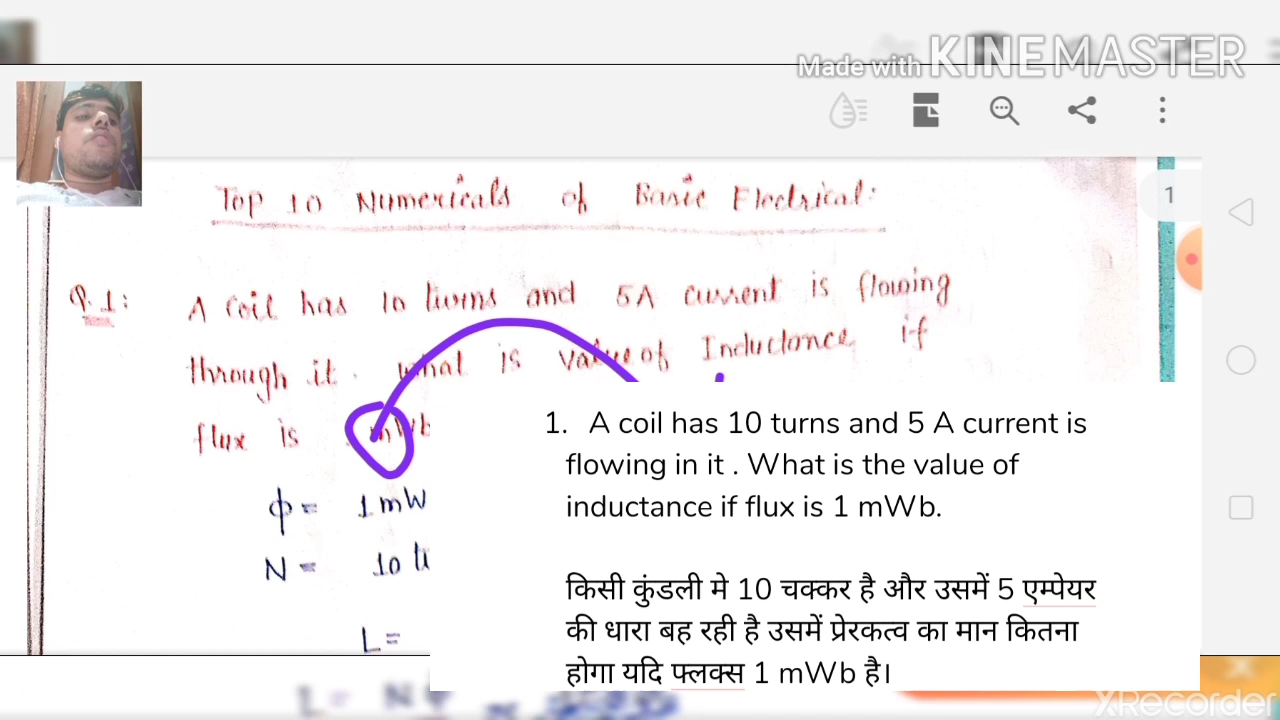 Made with KINEMASTER
1
Top 10 Numericals of Basic Electrical:
Q.1: A coil has 10 turns and 5A current is flowing
through it. What is value of Inductance if
flux is mWb
φ = 1mW
N = 10 tu
L =
1. A coil has 10 turns and 5 A current is
flowing in it . What is the value of
inductance if flux is 1 mWb.
किसी कुंडली मे 10 चक्कर है और उसमें 5 एम्पेयर
की धारा बह रही है उसमें प्रेरकत्व का मान कितना
होगा यदि फ्लक्स 1 mWb है।
L = N
XRecorder